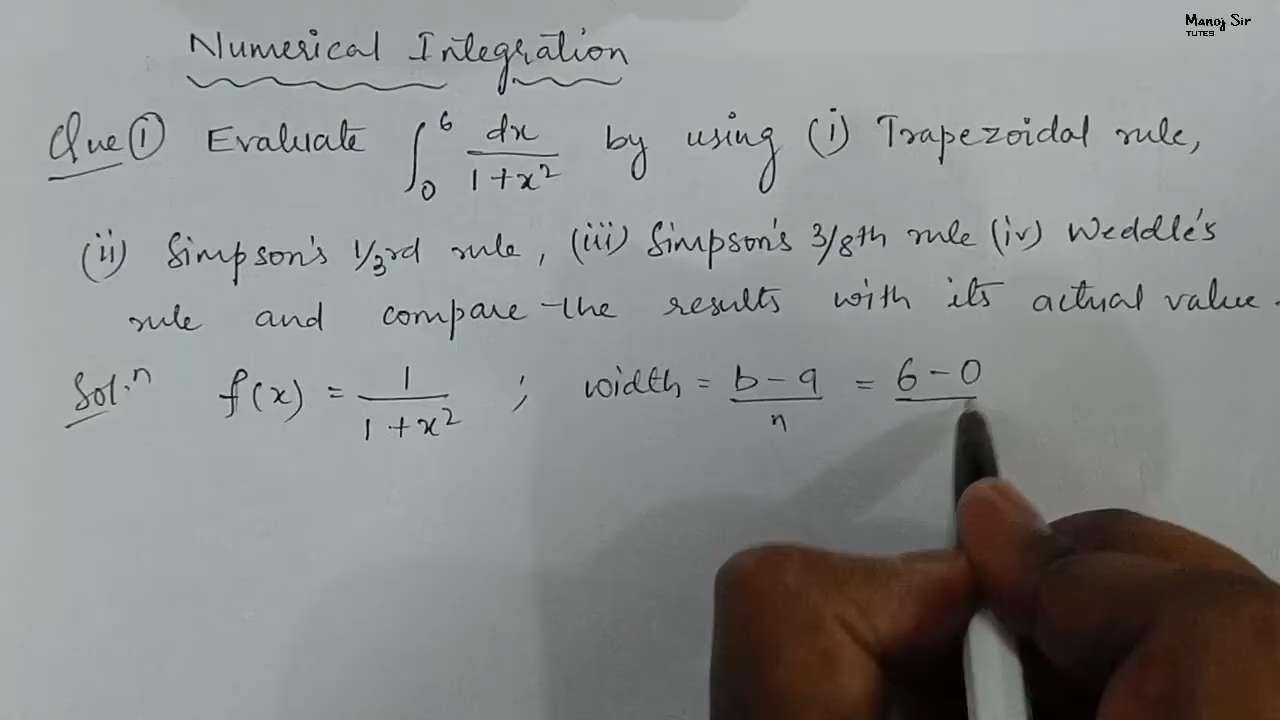 Manoj Sir
TUTES
Numerical Integration
Que ① Evaluate ∫₀⁶ dx/(1+x²) by using (i) Trapezoidal rule,
(ii) Simpson's 1/3rd rule, (iii) Simpson's 3/8th rule (iv) Weddle's
rule and compare the results with its actual value.
Sol.ⁿ f(x) = 1/(1+x²) ; width = (b-a)/n = 6-0